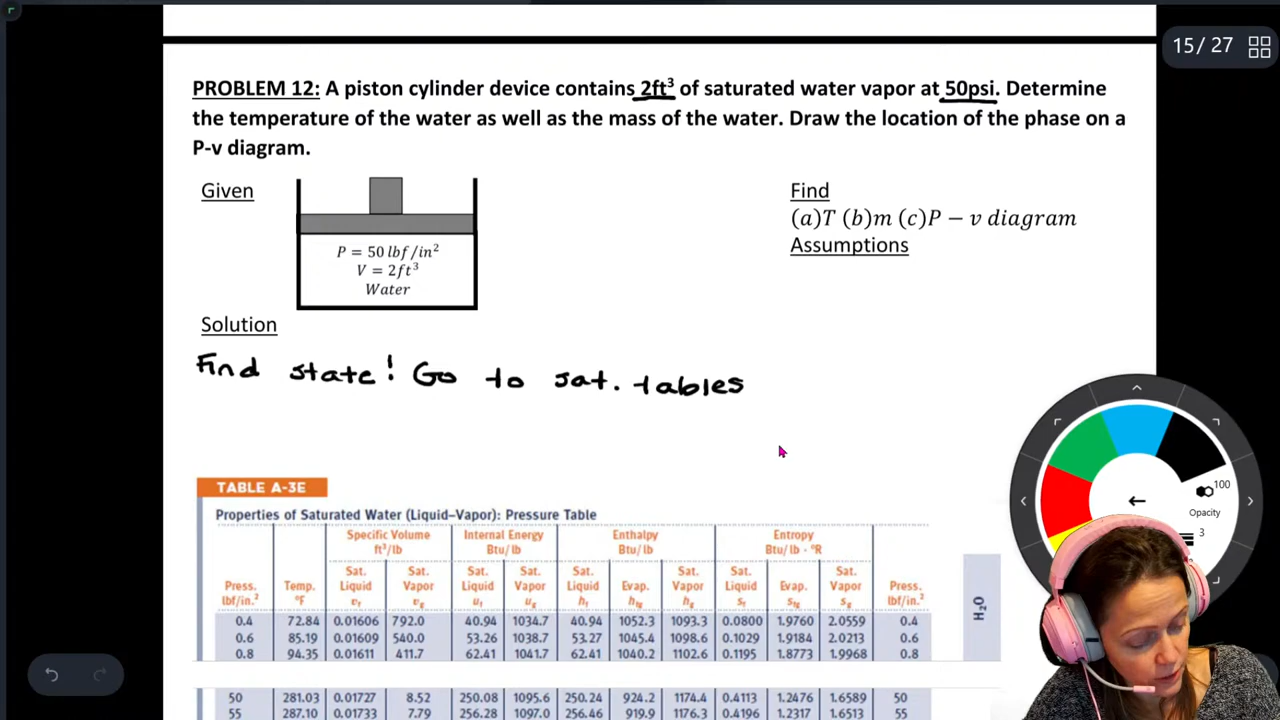 15/ 27
PROBLEM 12: A piston cylinder device contains 2ft³ of saturated water vapor at 50psi. Determine
the temperature of the water as well as the mass of the water. Draw the location of the phase on a
P-v diagram.
Given
Find
(a)T (b)m (c)P − v diagram
Assumptions
P = 50 lbf/in²
V = 2ft³
Water
Solution
Find state! Go to sat. tables
100
Opacity
3
TABLE A-3E
Properties of Saturated Water (Liquid–Vapor): Pressure Table
Specific Volume Internal Energy Enthalpy Entropy
ft³/lb Btu/lb Btu/lb Btu/lb · °R
Sat. Sat. Sat. Sat. Sat. Sat. Sat. Sat.
Press. Temp. Liquid Vapor Liquid Vapor Liquid Evap. Vapor Liquid Evap. Vapor Press.
lbf/in.² °F vf vg uf ug hf hfg hg sf sfg sg lbf/in.²
0.4 72.84 0.01606 792.0 40.94 1034.7 40.94 1052.3 1093.3 0.0800 1.9760 2.0559 0.4
0.6 85.19 0.01609 540.0 53.26 1038.7 53.27 1045.4 1098.6 0.1029 1.9184 2.0213 0.6
0.8 94.35 0.01611 411.7 62.41 1041.7 62.41 1040.2 1102.6 0.1195 1.8773 1.9968 0.8
H₂O
50 281.03 0.01727 8.52 250.08 1095.6 250.24 924.2 1174.4 0.4113 1.2476 1.6589 50
55 287.10 0.01733 7.79 256.28 1097.0 256.46 919.9 1176.3 0.4196 1.2317 1.6513 55